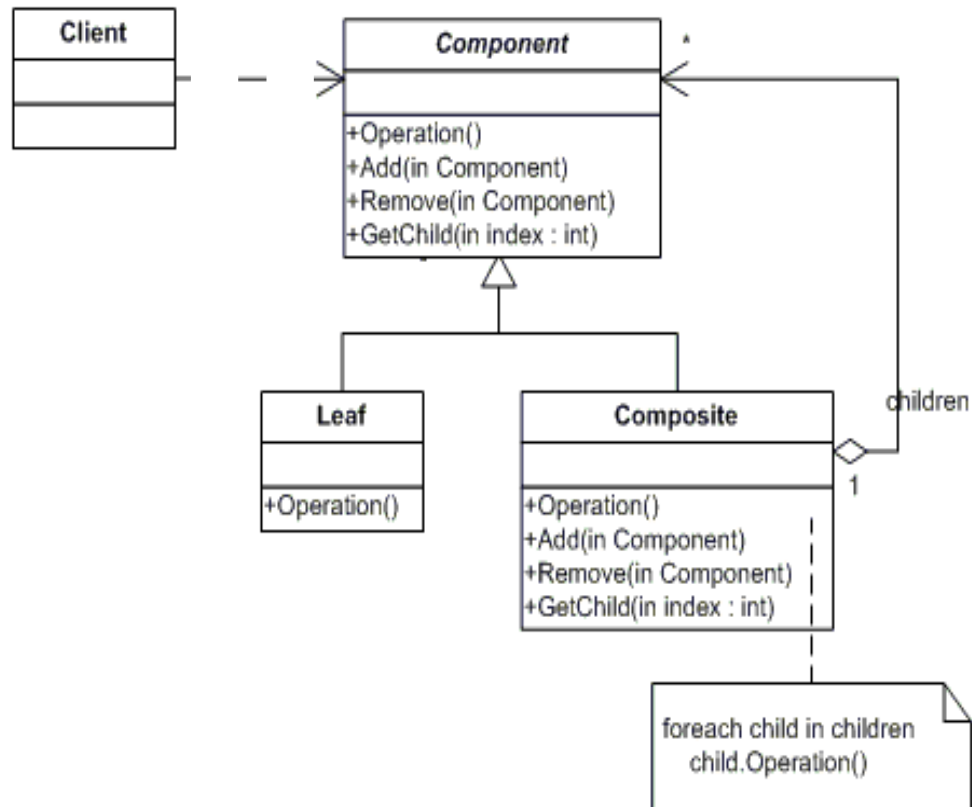 Client
Component
*
+Operation()
+Add(in Component)
+Remove(in Component)
+GetChild(in index : int)
Leaf
+Operation()
Composite
children
1
+Operation()
+Add(in Component)
+Remove(in Component)
+GetChild(in index : int)
foreach child in children
child.Operation()